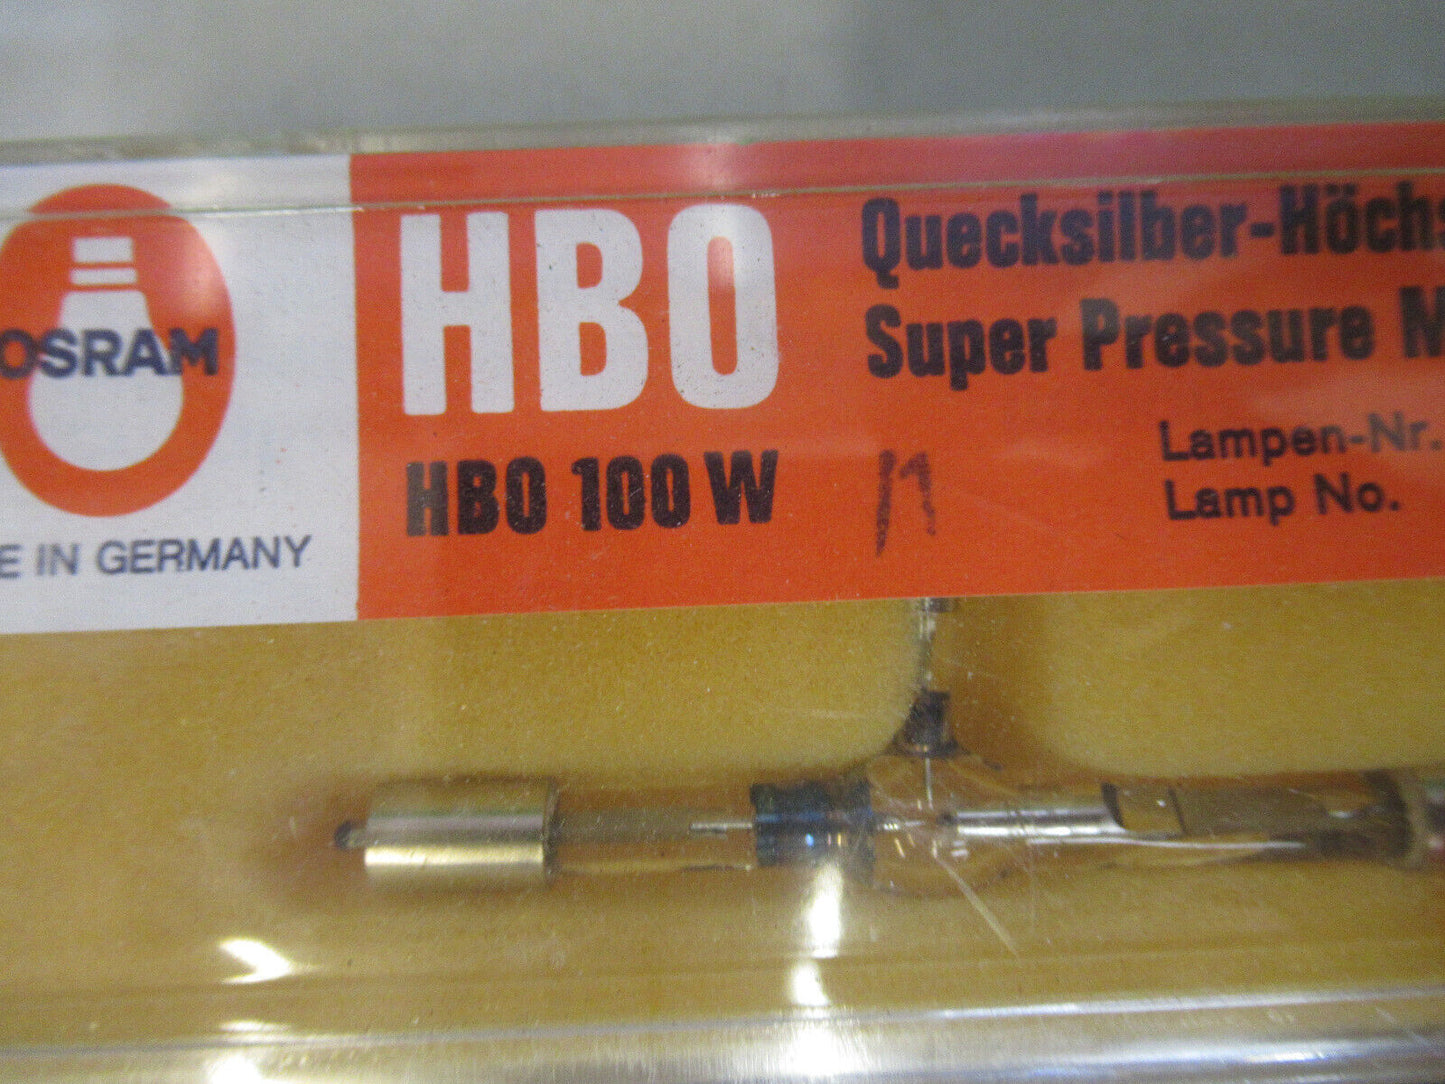 OSRAM
E IN GERMANY
HBO
HBO 100 W
Quecksilber-Höchs
Super Pressure M
Lampen-Nr.
Lamp No.